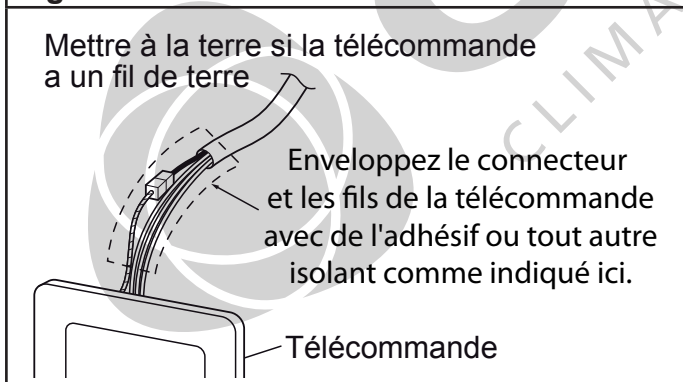 Mettre à la terre si la télécommande
a un fil de terre
Enveloppez le connecteur
et les fils de la télécommande
avec de l'adhésif ou tout autre
isolant comme indiqué ici.
Télécommande